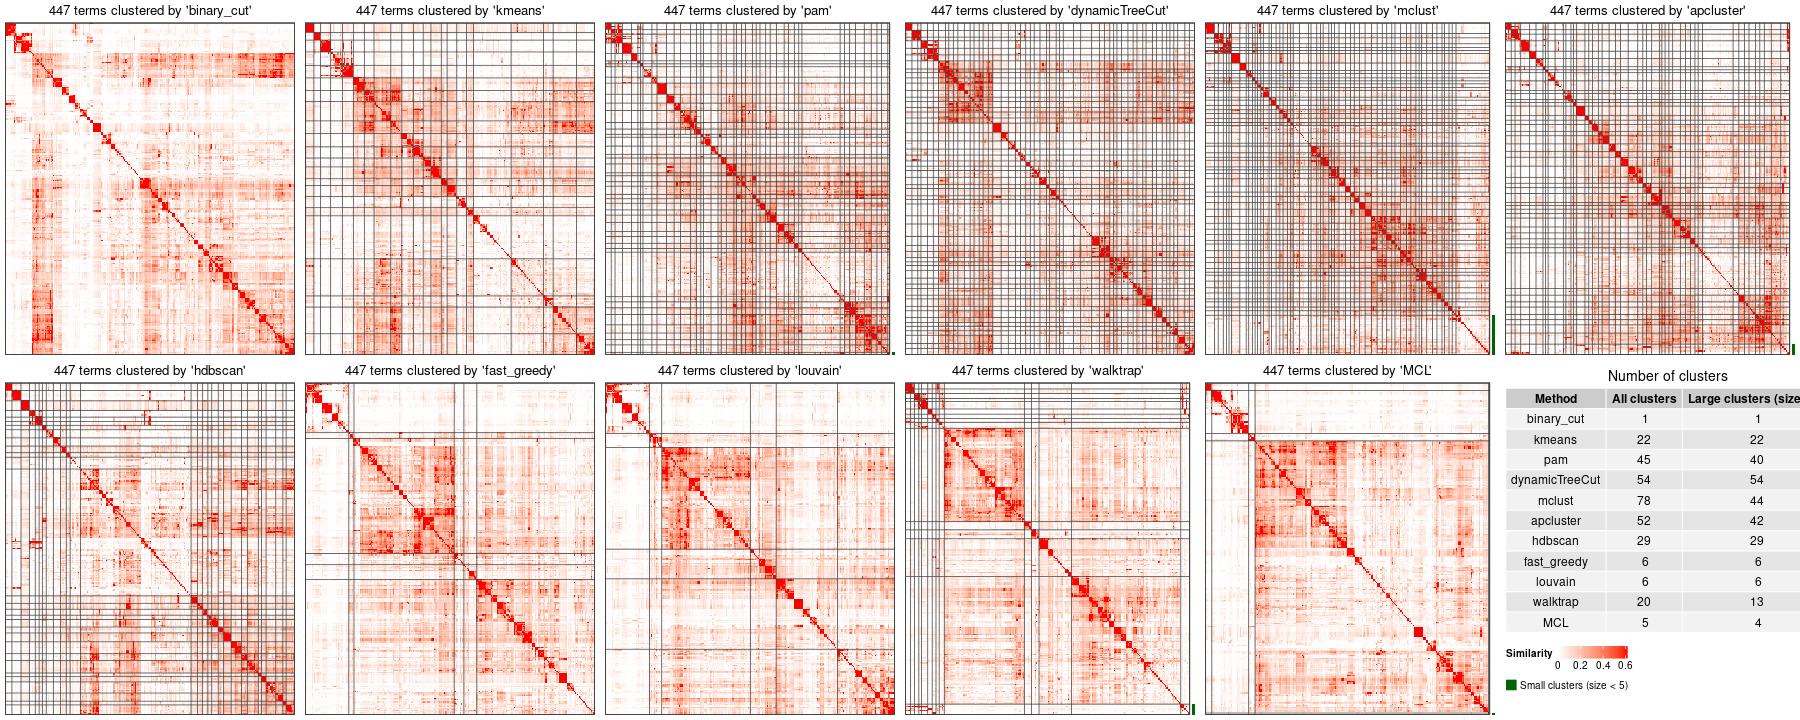 447 terms clustered by 'binary_cut'
447 terms clustered by 'kmeans'
447 terms clustered by 'pam'
447 terms clustered by 'dynamicTreeCut'
447 terms clustered by 'mclust'
447 terms clustered by 'apcluster'
447 terms clustered by 'hdbscan'
447 terms clustered by 'fast_greedy'
447 terms clustered by 'louvain'
447 terms clustered by 'walktrap'
447 terms clustered by 'MCL'
Number of clusters
Method All clusters Large clusters (size
binary_cut 1 1
kmeans 22 22
pam 45 40
dynamicTreeCut 54 54
mclust 78 44
apcluster 52 42
hdbscan 29 29
fast_greedy 6 6
louvain 6 6
walktrap 20 13
MCL 5 4
Similarity
0 0.2 0.4 0.6
Small clusters (size < 5)